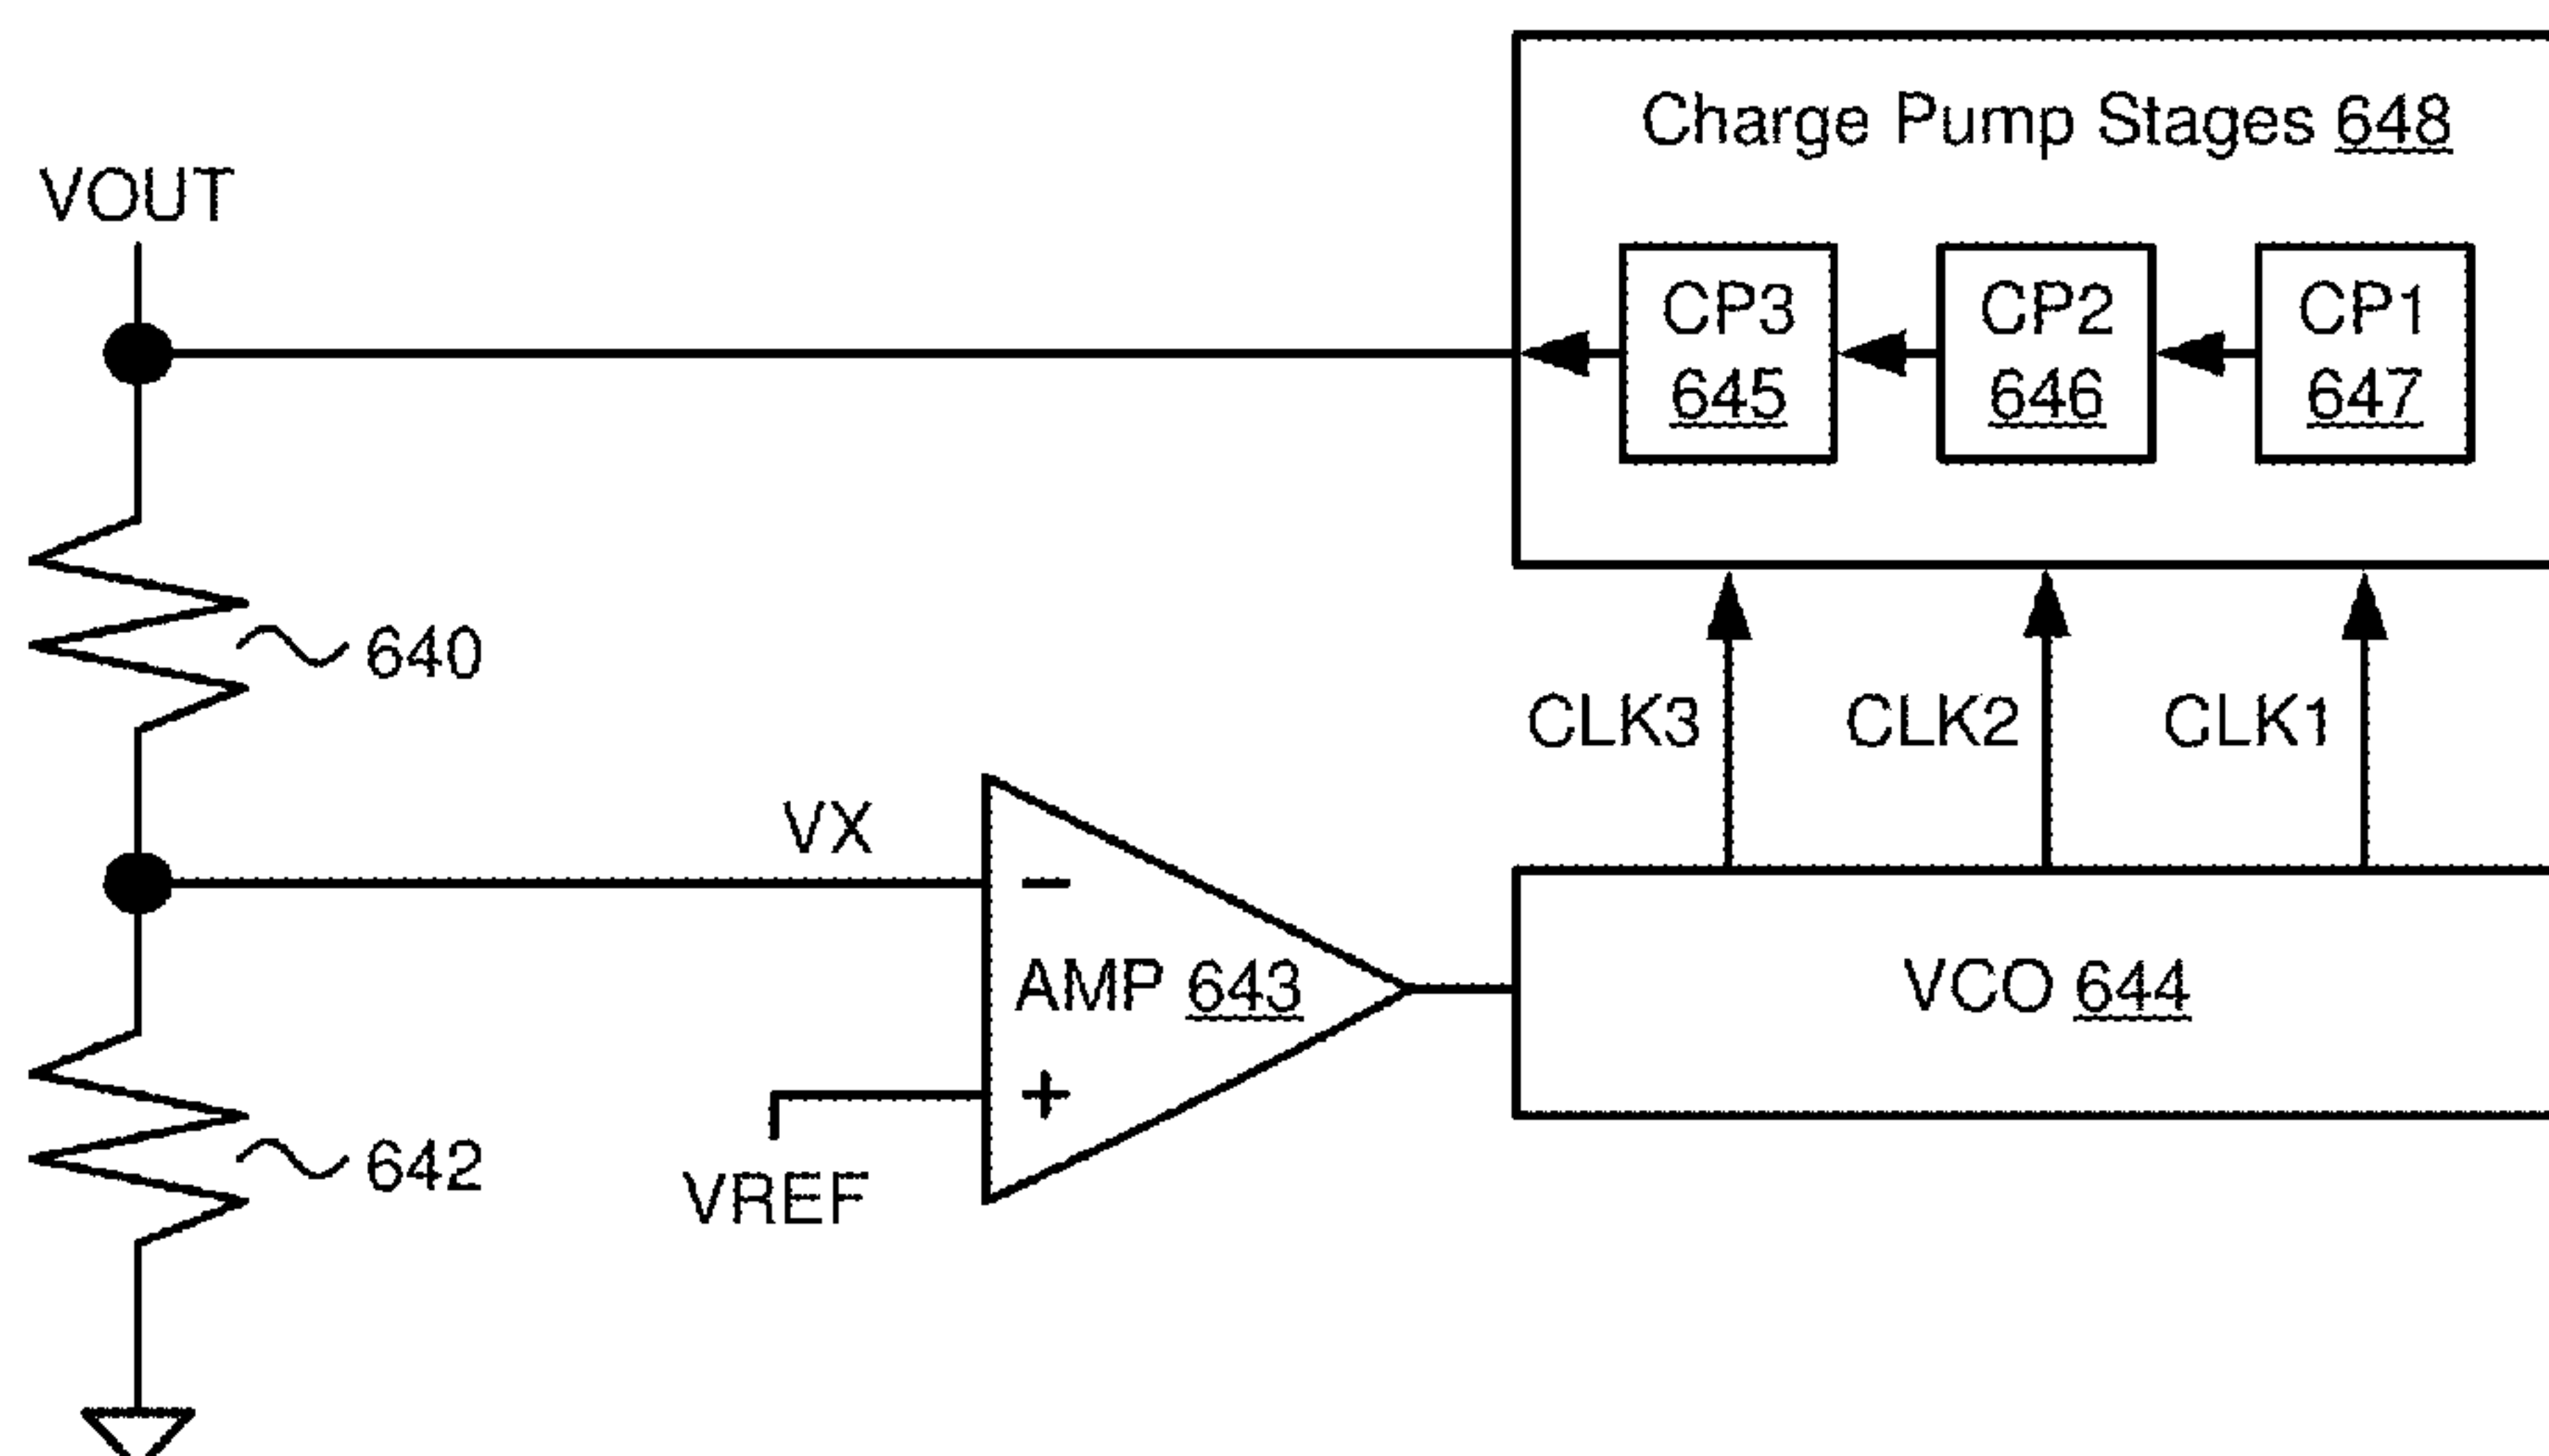 Charge Pump Stages 648
VOUT
CP3
645
CP2
646
CP1
647
640
CLK3
CLK2
CLK1
VX
−
AMP 643
+
VCO 644
642
VREF